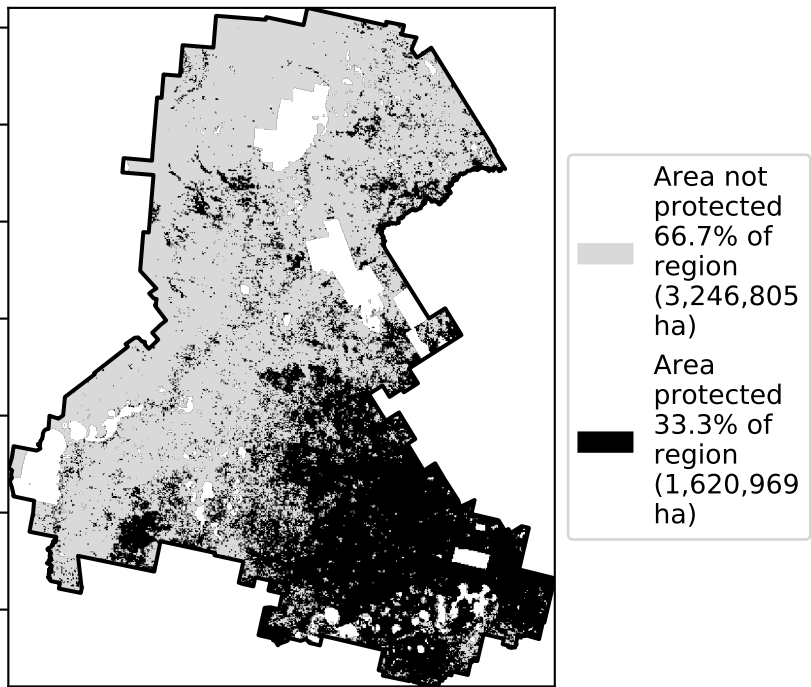 Area not
protected
66.7% of
region
(3,246,805
ha)
Area
protected
33.3% of
region
(1,620,969
ha)